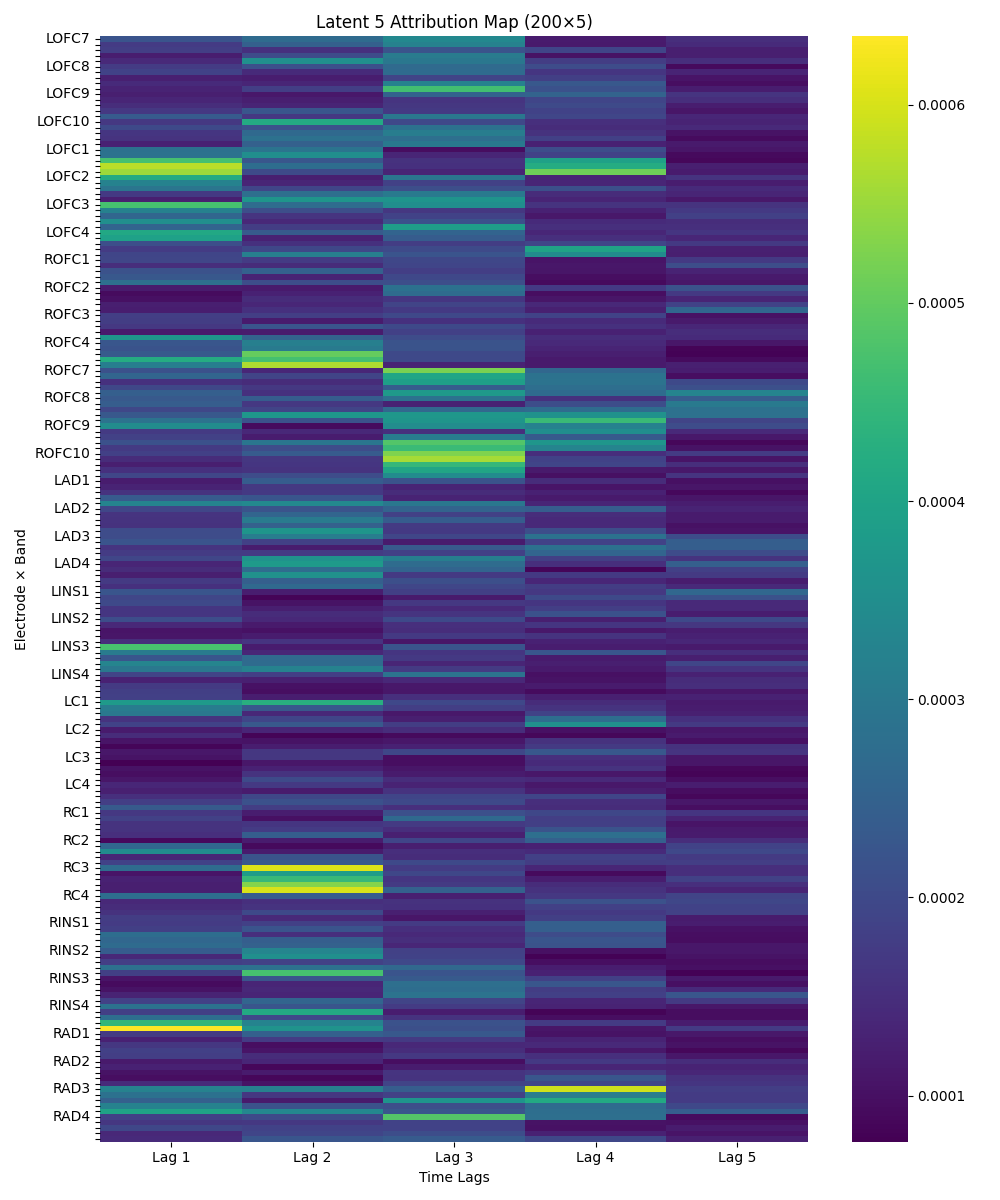 Latent 5 Attribution Map (200×5)
LOFC7
LOFC8
LOFC9
LOFC10
LOFC1
LOFC2
LOFC3
LOFC4
ROFC1
ROFC2
ROFC3
ROFC4
ROFC7
ROFC8
ROFC9
ROFC10
LAD1
LAD2
LAD3
LAD4
LINS1
LINS2
LINS3
LINS4
LC1
LC2
LC3
LC4
RC1
RC2
RC3
RC4
RINS1
RINS2
RINS3
RINS4
RAD1
RAD2
RAD3
RAD4
Electrode × Band
Lag 1 Lag 2 Lag 3 Lag 4 Lag 5
Time Lags
0.0006
0.0005
0.0004
0.0003
0.0002
0.0001